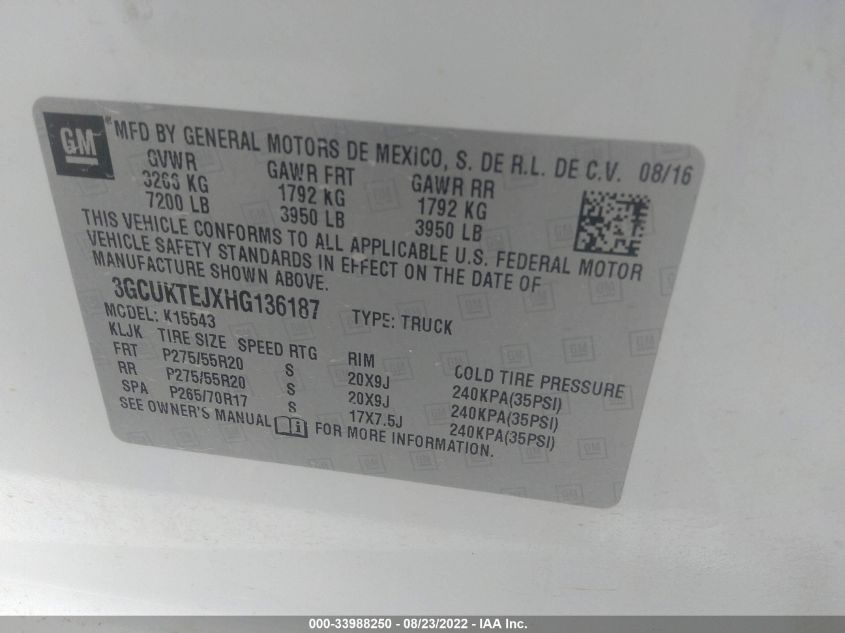 GM
MFD BY GENERAL MOTORS DE MEXICO, S. DE R.L. DE C.V. 08/16
GVWR GAWR FRT GAWR RR
3266 KG 1792 KG 1792 KG
7200 LB 3950 LB 3950 LB
THIS VEHICLE CONFORMS TO ALL APPLICABLE U.S. FEDERAL MOTOR
VEHICLE SAFETY STANDARDS IN EFFECT ON THE DATE OF
MANUFACTURE SHOWN ABOVE.
3GCUKTEJXHG136187 TYPE: TRUCK
MODEL: K15543
KLJK TIRE SIZE SPEED RTG RIM COLD TIRE PRESSURE
FRT P275/55R20 S 20X9J 240KPA(35PSI)
RR P275/55R20 S 20X9J 240KPA(35PSI)
SPA P265/70R17 S 17X7.5J 240KPA(35PSI)
SEE OWNER'S MANUAL FOR MORE INFORMATION.
000-33988250 - 08/23/2022 - IAA Inc.